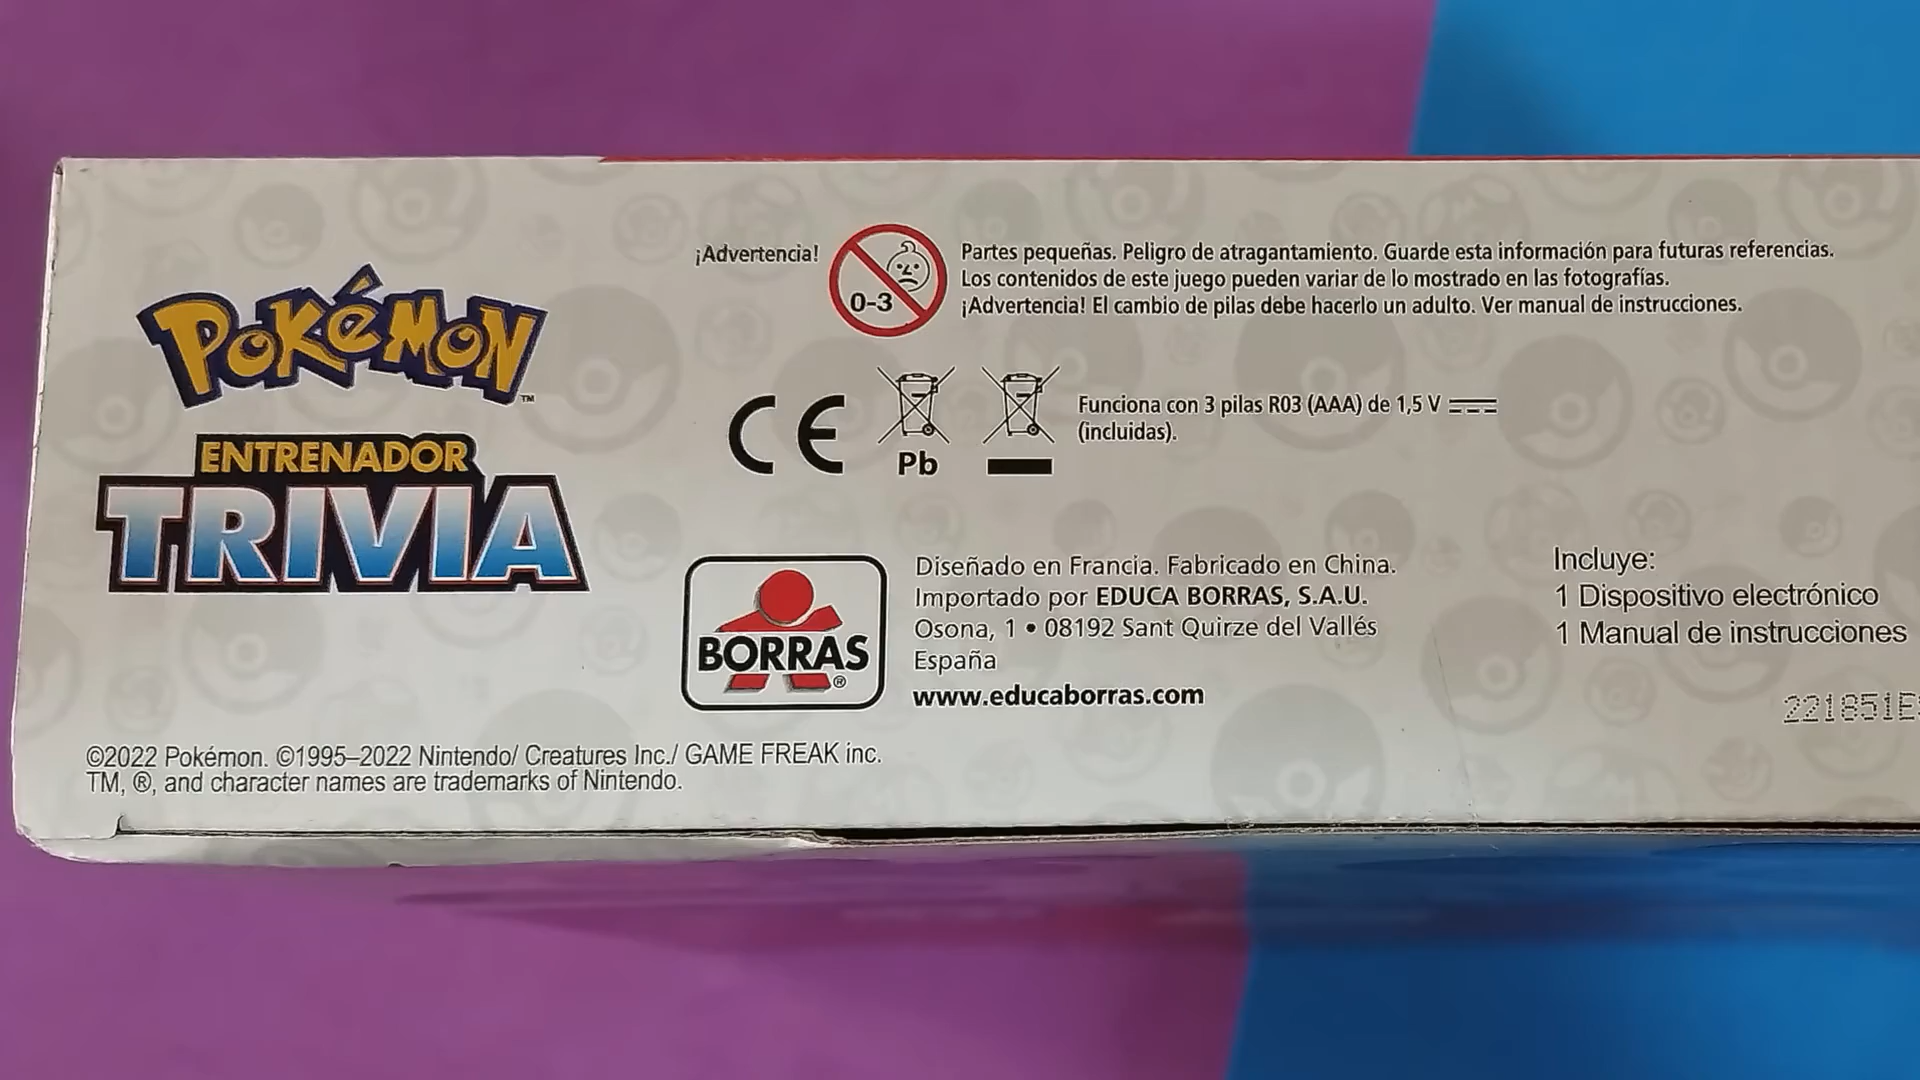 POKÉMON
TM
ENTRENADOR
TRIVIA
¡Advertencia!
0-3
Partes pequeñas. Peligro de atragantamiento. Guarde esta información para futuras referencias.
Los contenidos de este juego pueden variar de lo mostrado en las fotografías.
¡Advertencia! El cambio de pilas debe hacerlo un adulto. Ver manual de instrucciones.
CE
Pb
Funciona con 3 pilas R03 (AAA) de 1,5 V
(incluidas).
BORRAS
®
Diseñado en Francia. Fabricado en China.
Importado por EDUCA BORRAS, S.A.U.
Osona, 1 • 08192 Sant Quirze del Vallés
España
www.educaborras.com
Incluye:
1 Dispositivo electrónico
1 Manual de instrucciones
©2022 Pokémon. ©1995–2022 Nintendo/ Creatures Inc./ GAME FREAK inc.
TM, ®, and character names are trademarks of Nintendo.